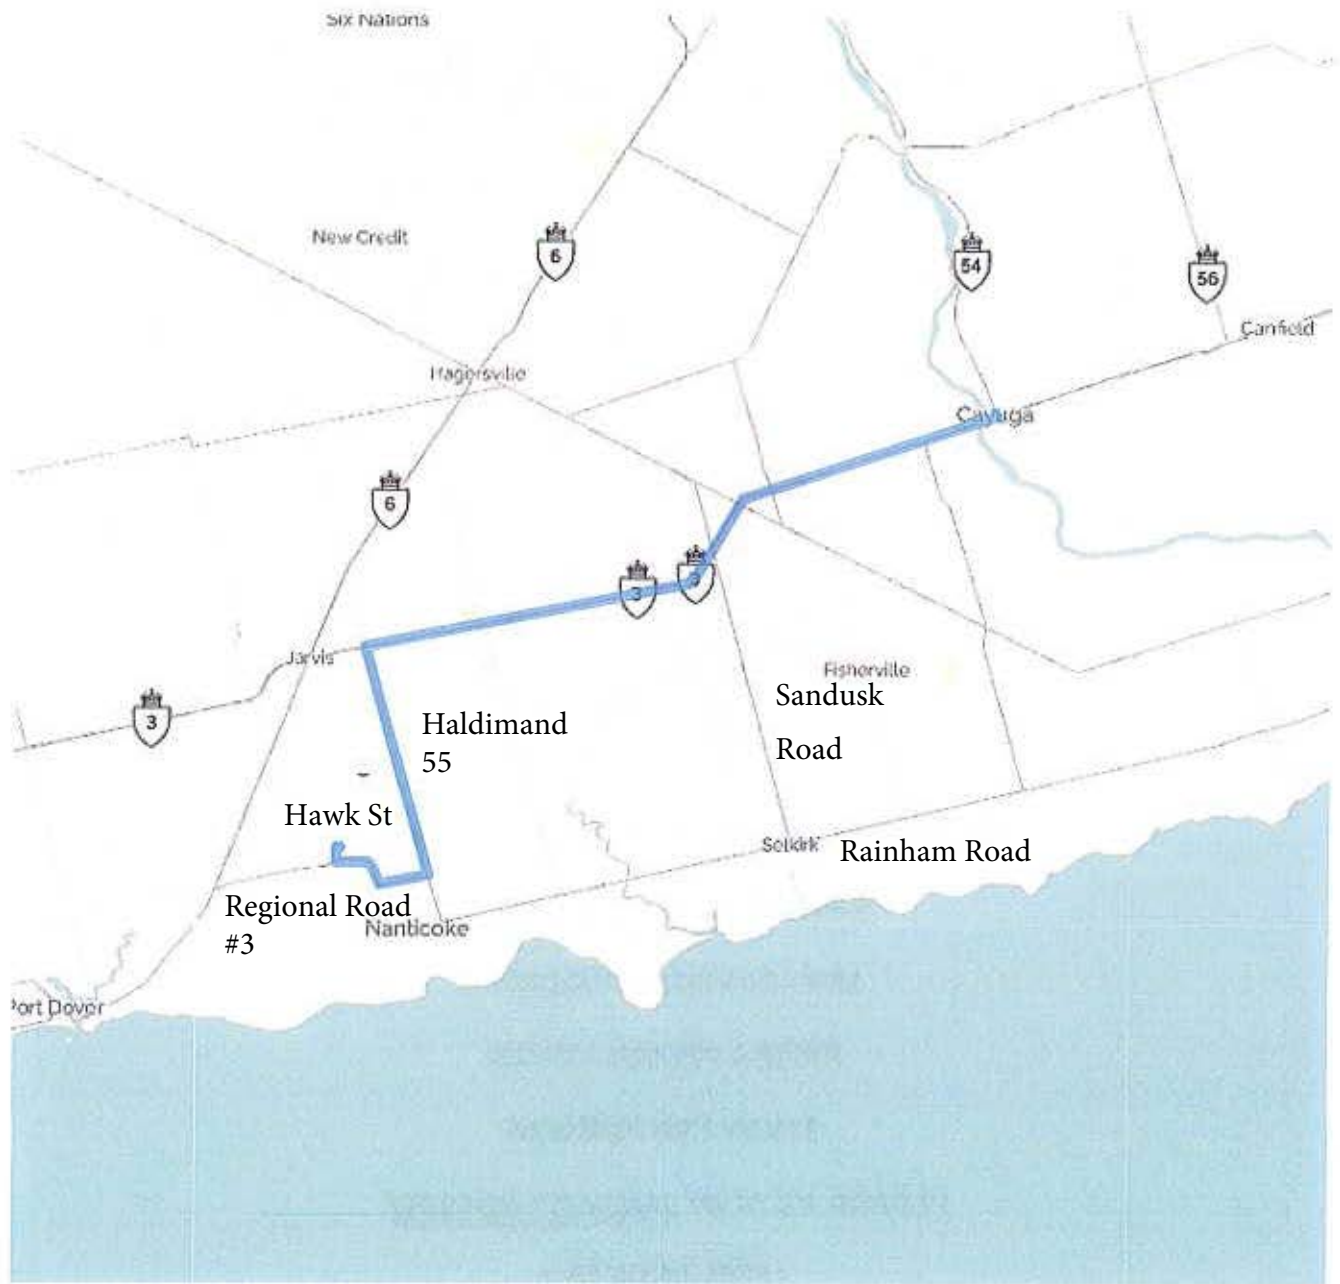 Six Nations
New Credit
6
54
56
Canfield
Hagersville
Cayuga
6
3
3
Jarvis
Fisherville
Sandusk
Road
Haldimand
55
3
Hawk St
Selkirk
Rainham Road
Regional Road
#3
Nanticoke
Port Dover